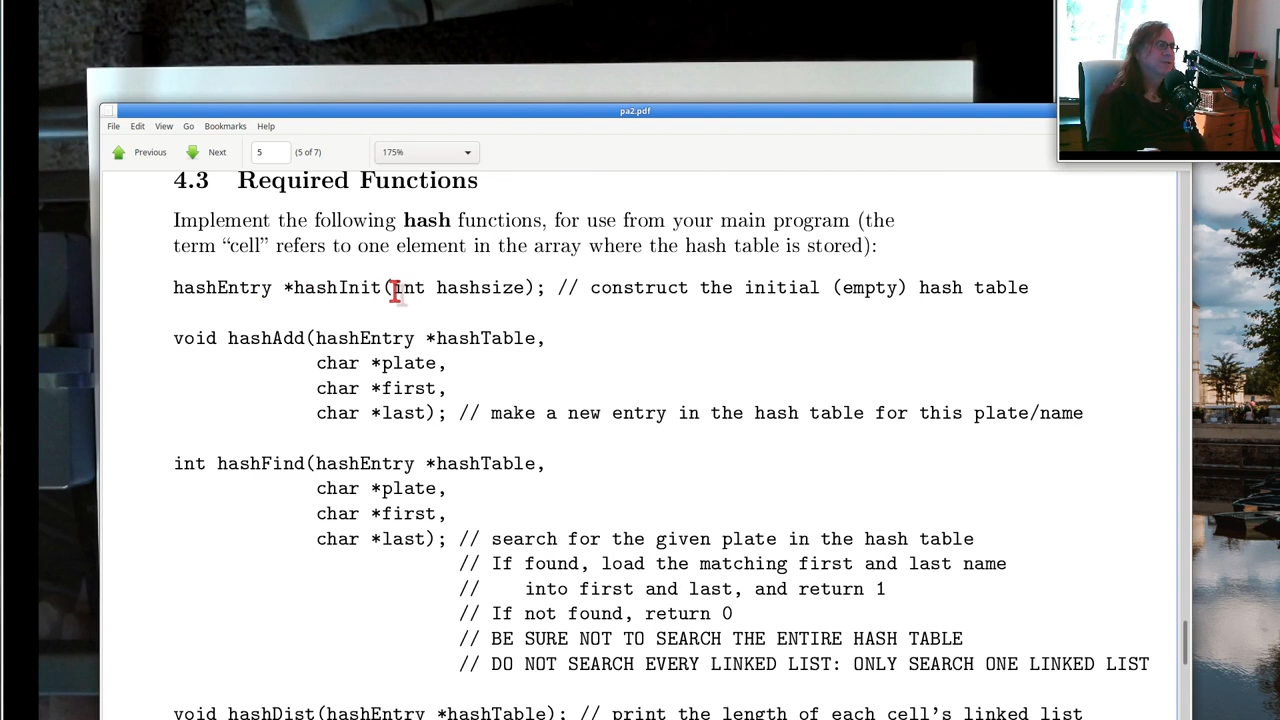 pa2.pdf
File Edit View Go Bookmarks Help
Previous Next 5 (5 of 7) 175%
4.3 Required Functions
Implement the following hash functions, for use from your main program (the
term “cell” refers to one element in the array where the hash table is stored):
hashEntry *hashInit(int hashsize); // construct the initial (empty) hash table
void hashAdd(hashEntry *hashTable,
char *plate,
char *first,
char *last); // make a new entry in the hash table for this plate/name
int hashFind(hashEntry *hashTable,
char *plate,
char *first,
char *last); // search for the given plate in the hash table
// If found, load the matching first and last name
// into first and last, and return 1
// If not found, return 0
// BE SURE NOT TO SEARCH THE ENTIRE HASH TABLE
// DO NOT SEARCH EVERY LINKED LIST: ONLY SEARCH ONE LINKED LIST
void hashDist(hashEntry *hashTable); // print the length of each cell's linked list